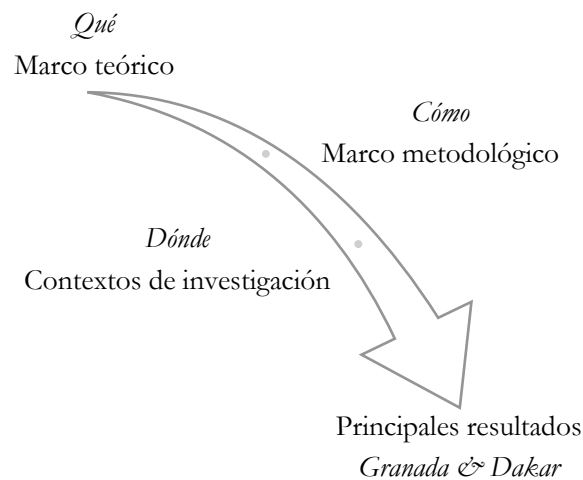 Qué
Marco teórico
Cómo
Marco metodológico
Dónde
Contextos de investigación
Principales resultados
Granada & Dakar